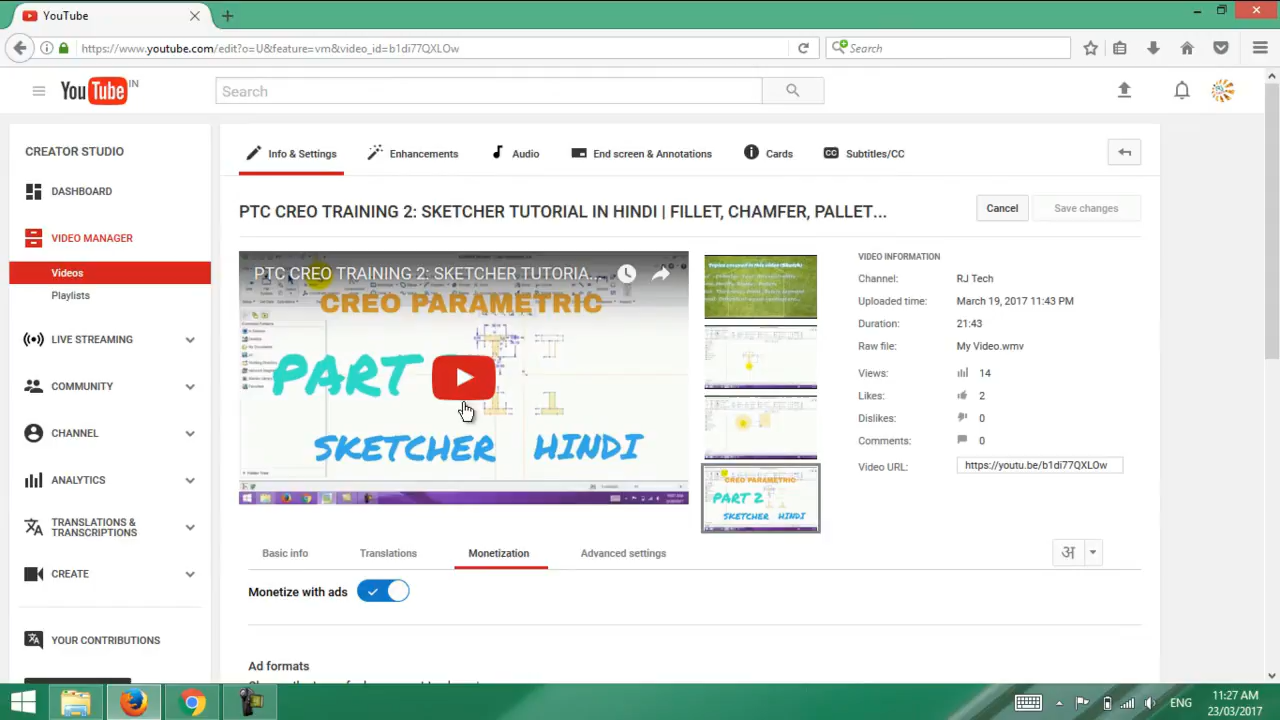 YouTube
https://www.youtube.com/edit?o=U&feature=vm&video_id=b1di77QXLOw
Search
YouTube IN
Search
CREATOR STUDIO
DASHBOARD
VIDEO MANAGER
Videos
Playlists
LIVE STREAMING
COMMUNITY
CHANNEL
ANALYTICS
TRANSLATIONS &
TRANSCRIPTIONS
CREATE
YOUR CONTRIBUTIONS
Info & Settings
Enhancements
Audio
End screen & Annotations
Cards
CC Subtitles/CC
PTC CREO TRAINING 2: SKETCHER TUTORIAL IN HINDI | FILLET, CHAMFER, PALLET...
Cancel
Save changes
PTC CREO TRAINING 2: SKETCHER TUTORIA...
CREO PARAMETRIC
PART
SKETCHER HINDI
CREO PARAMETRIC
PART 2
SKETCHER HINDI
VIDEO INFORMATION
Channel: RJ Tech
Uploaded time: March 19, 2017 11:43 PM
Duration: 21:43
Raw file: My Video.wmv
Views: 14
Likes: 2
Dislikes: 0
Comments: 0
Video URL: https://youtu.be/b1di77QXLOw
Basic info
Translations
Monetization
Advanced settings
अ
Monetize with ads
Ad formats
ENG
11:27 AM
23/03/2017